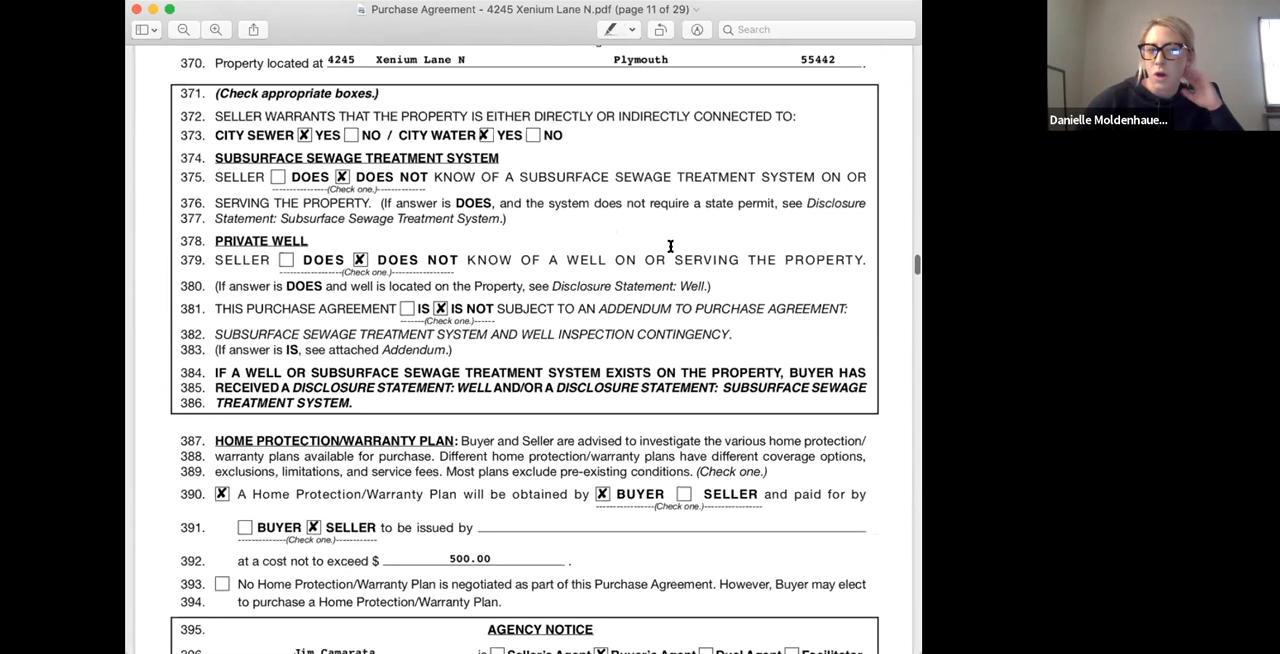 Purchase Agreement - 4245 Xenium Lane N.pdf (page 11 of 29)
Search
370. Property located at 4245 Xenium Lane N Plymouth 55442 .
371. (Check appropriate boxes.)
372. SELLER WARRANTS THAT THE PROPERTY IS EITHER DIRECTLY OR INDIRECTLY CONNECTED TO:
373. CITY SEWER ☒ YES ☐ NO / CITY WATER ☒ YES ☐ NO
374. SUBSURFACE SEWAGE TREATMENT SYSTEM
375. SELLER ☐ DOES ☒ DOES NOT KNOW OF A SUBSURFACE SEWAGE TREATMENT SYSTEM ON OR
----------------(Check one.)----------------
376. SERVING THE PROPERTY. (If answer is DOES, and the system does not require a state permit, see Disclosure
377. Statement: Subsurface Sewage Treatment System.)
378. PRIVATE WELL
379. SELLER ☐ DOES ☒ DOES NOT KNOW OF A WELL ON OR SERVING THE PROPERTY.
----------------(Check one.)----------------
380. (If answer is DOES and well is located on the Property, see Disclosure Statement: Well.)
381. THIS PURCHASE AGREEMENT ☐ IS ☒ IS NOT SUBJECT TO AN ADDENDUM TO PURCHASE AGREEMENT:
-------(Check one.)------
382. SUBSURFACE SEWAGE TREATMENT SYSTEM AND WELL INSPECTION CONTINGENCY.
383. (If answer is IS, see attached Addendum.)
384. IF A WELL OR SUBSURFACE SEWAGE TREATMENT SYSTEM EXISTS ON THE PROPERTY, BUYER HAS
385. RECEIVED A DISCLOSURE STATEMENT: WELL AND/OR A DISCLOSURE STATEMENT: SUBSURFACE SEWAGE
386. TREATMENT SYSTEM.
387. HOME PROTECTION/WARRANTY PLAN: Buyer and Seller are advised to investigate the various home protection/
388. warranty plans available for purchase. Different home protection/warranty plans have different coverage options,
389. exclusions, limitations, and service fees. Most plans exclude pre-existing conditions. (Check one.)
390. ☒ A Home Protection/Warranty Plan will be obtained by ☒ BUYER ☐ SELLER and paid for by
----------------(Check one.)----------------
391. ☐ BUYER ☒ SELLER to be issued by
--------------(Check one.)------------
392. at a cost not to exceed $ 500.00 .
393. ☐ No Home Protection/Warranty Plan is negotiated as part of this Purchase Agreement. However, Buyer may elect
394. to purchase a Home Protection/Warranty Plan.
395. AGENCY NOTICE
396. Jim Camarata is ☐ Seller's Agent ☒ Buyer's Agent ☐ Dual Agent ☐ Facilitator
Danielle Moldenhaue...